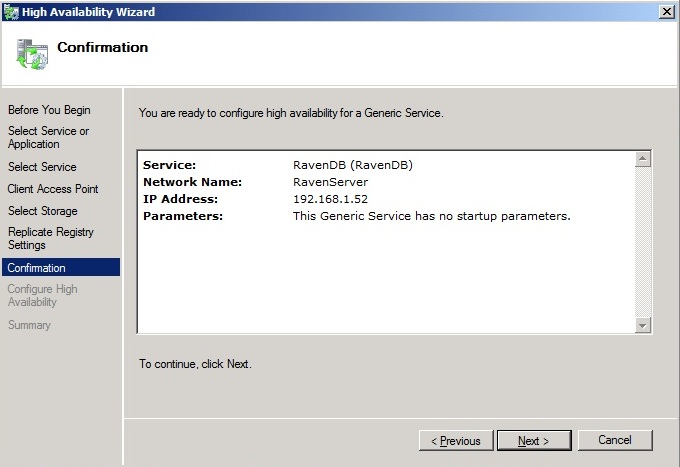 High Availability Wizard
Confirmation
Before You Begin
Select Service or
Application
Select Service
Client Access Point
Select Storage
Replicate Registry
Settings
Confirmation
Configure High
Availability
Summary
You are ready to configure high availability for a Generic Service.
Service: RavenDB (RavenDB)
Network Name: RavenServer
IP Address: 192.168.1.52
Parameters: This Generic Service has no startup parameters.
To continue, click Next.
< Previous Next > Cancel